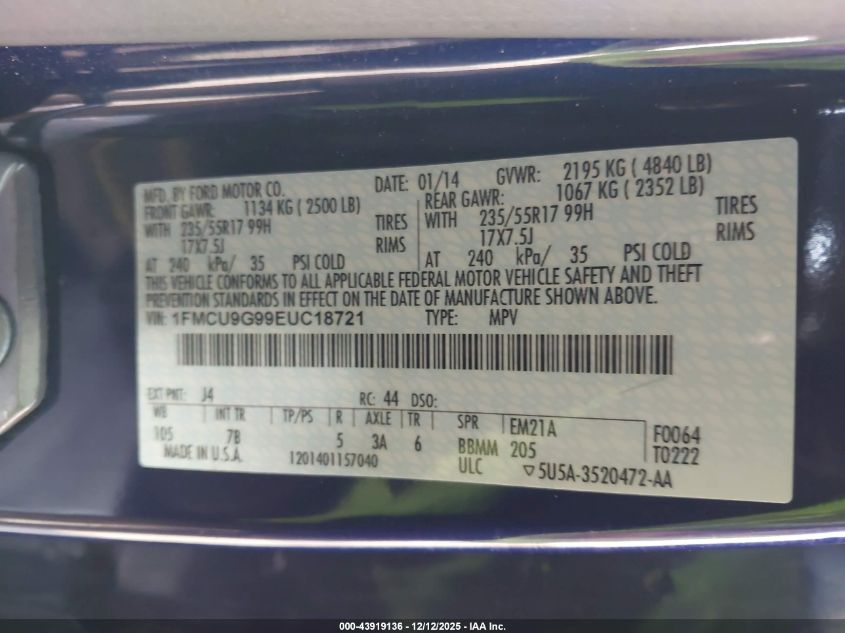 MFD. BY FORD MOTOR CO. DATE: 01/14 GVWR: 2195 KG ( 4840 LB)
FRONT GAWR: 1134 KG ( 2500 LB) REAR GAWR: 1067 KG ( 2352 LB)
WITH 235/55R17 99H TIRES WITH 235/55R17 99H TIRES
17X7.5J RIMS 17X7.5J RIMS
AT 240 kPa/ 35 PSI COLD AT 240 kPa/ 35 PSI COLD
THIS VEHICLE CONFORMS TO ALL APPLICABLE FEDERAL MOTOR VEHICLE SAFETY AND THEFT
PREVENTION STANDARDS IN EFFECT ON THE DATE OF MANUFACTURE SHOWN ABOVE.
VIN: 1FMCU9G99EUC18721 TYPE: MPV
EXT PNT: J4 RC: 44 DSO:
WB INT TR TP/PS R AXLE TR SPR EM21A F0064
105 7B 5 3A 6 BBMM 205 T0222
MADE IN U.S.A. 1201401157040 ULC ▽5U5A-3520472-AA
000-43919136 - 12/12/2025 - IAA Inc.